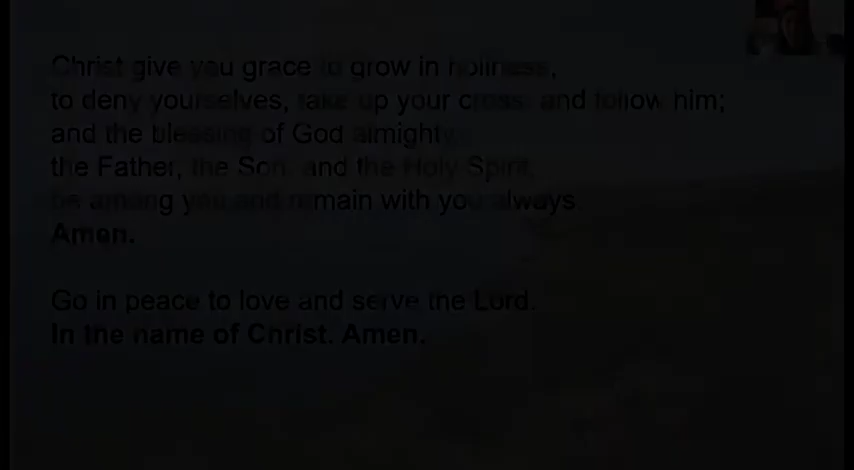 Christ give you grace to grow in holiness,
to deny yourselves, take up your cross, and follow him;
and the blessing of God almighty,
the Father, the Son, and the Holy Spirit,
be among you and remain with you always.
Amen.
Go in peace to love and serve the Lord.
In the name of Christ. Amen.